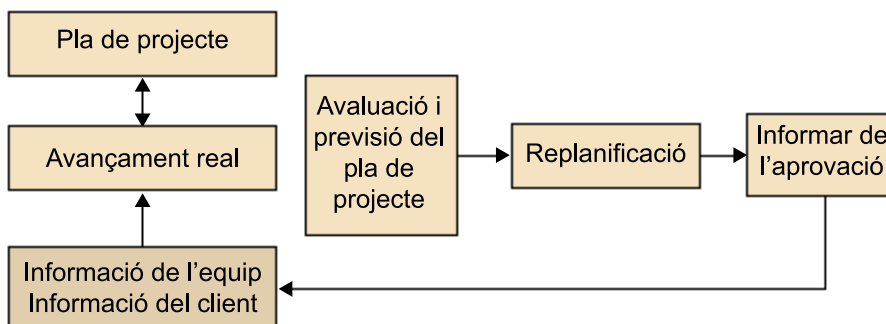 Pla de projecte
Avançament real
Informació de l’equip
Informació del client
Avaluació i
previsió del
pla de
projecte
Replanificació
Informar de
l’aprovació